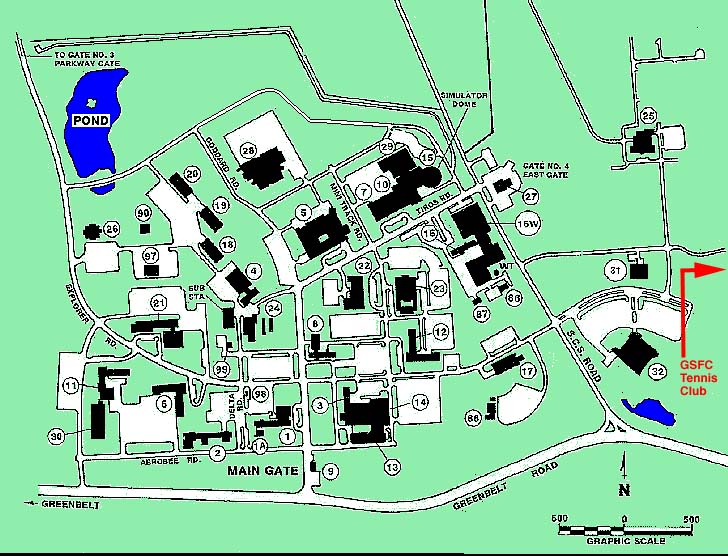 TO GATE NO. 3
PARKWAY GATE
POND
SIMULATOR
DOME
25
28
29
15
GODDARD RD.
20
7
10
GATE NO. 4
EAST GATE
MINITRACK RD.
TIROS RD.
27
19
90
5
26
18
16
16W
97
4
22
WT
31
SUB
STA.
23
86
21
24
87
EXPLORER
RD.
8
12
S.C.S. ROAD
GSFC
Tennis
Club
99
17
32
11
6
98
DELTA
RD.
3
14
88
30
1A
1
2
13
AEROBEE RD.
MAIN GATE
9
GREENBELT ROAD
N
GREENBELT
500 0 500
GRAPHIC SCALE